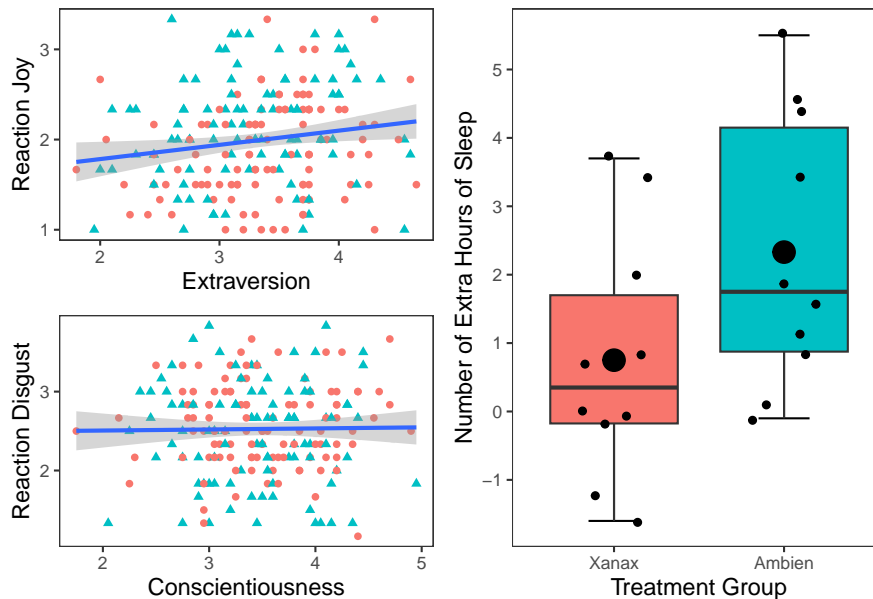 Reaction Joy
3
2
1
2
3
4
Extraversion
Reaction Disgust
3
2
2
3
4
5
Conscientiousness
Number of Extra Hours of Sleep
5
4
3
2
1
0
−1
Xanax
Ambien
Treatment Group